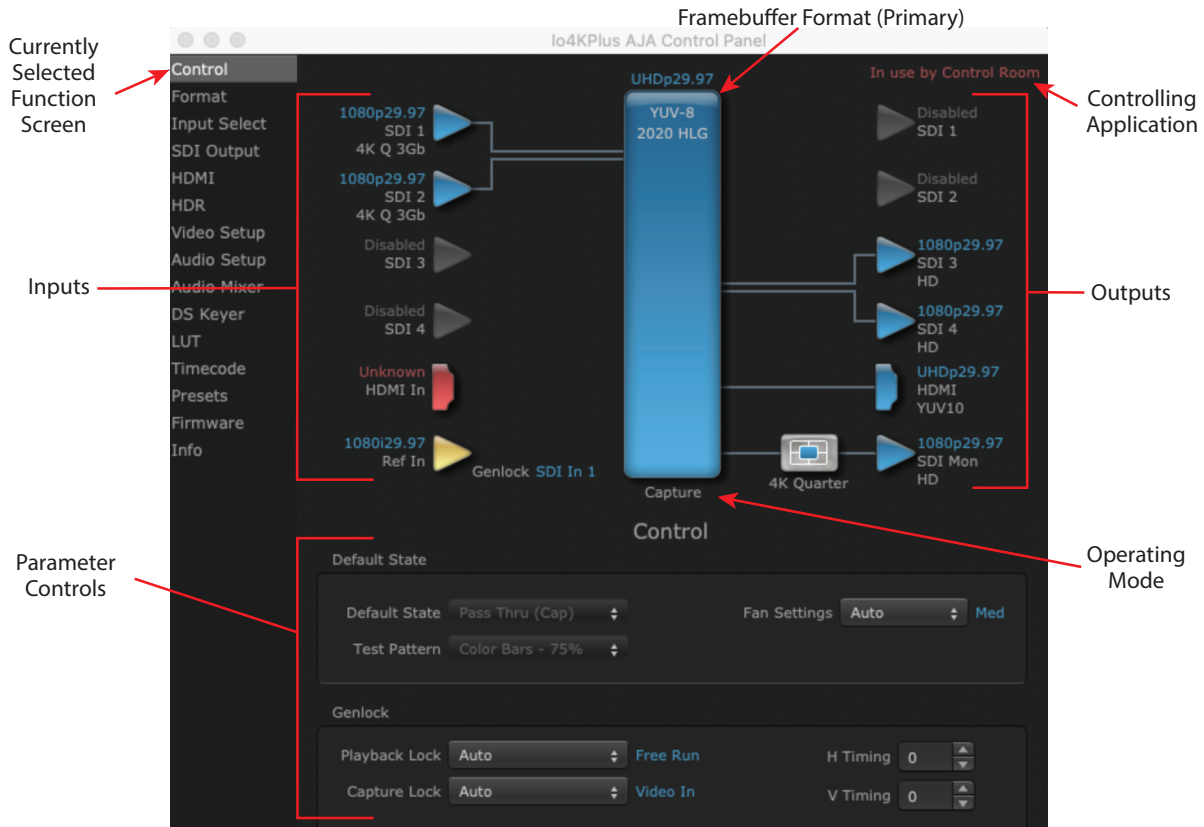 Framebuffer Format (Primary)
Io4KPlus AJA Control Panel
Currently
Selected
Function
Screen
Control
Format
Input Select
SDI Output
HDMI
HDR
Video Setup
Audio Setup
Audio Mixer
DS Keyer
LUT
Timecode
Presets
Firmware
Info
Inputs
1080p29.97
SDI 1
4K Q 3Gb
1080p29.97
SDI 2
4K Q 3Gb
Disabled
SDI 3
Disabled
SDI 4
Unknown
HDMI In
1080i29.97
Ref In
Genlock SDI In 1
UHDp29.97
YUV-8
2020 HLG
Capture
In use by Control Room
Controlling
Application
Disabled
SDI 1
Disabled
SDI 2
1080p29.97
SDI 3
HD
1080p29.97
SDI 4
HD
UHDp29.97
HDMI
YUV10
4K Quarter
1080p29.97
SDI Mon
HD
Outputs
Operating
Mode
Parameter
Controls
Control
Default State
Default State Pass Thru (Cap)
Fan Settings Auto Med
Test Pattern Color Bars - 75%
Genlock
Playback Lock Auto Free Run
H Timing 0
Capture Lock Auto Video In
V Timing 0